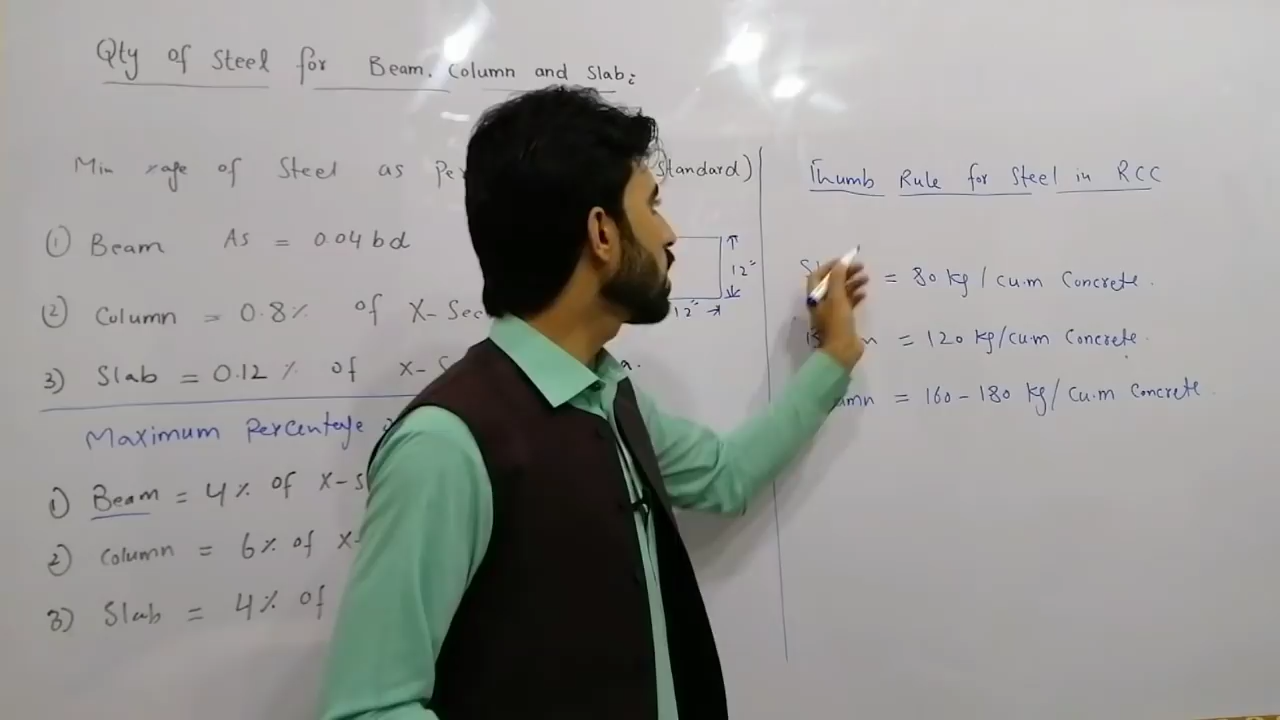 Qty of Steel for Beam, Column and Slab:
Min %age of Steel as Per Standard)
① Beam As = 0.04 bd
② Column = 0.8% of X-Sec
3) Slab = 0.12 % of x-S a.
12"
12"
Maximum Percentage
1) Beam = 4% of X-S
2) Column = 6% of x-
3) Slab = 4% of
Thumb Rule for Steel in RCC
= 80 kg / cu.m Concrete.
= 120 kg/cu.m Concrete.
umn = 160-180 kg/cu.m Concrete.